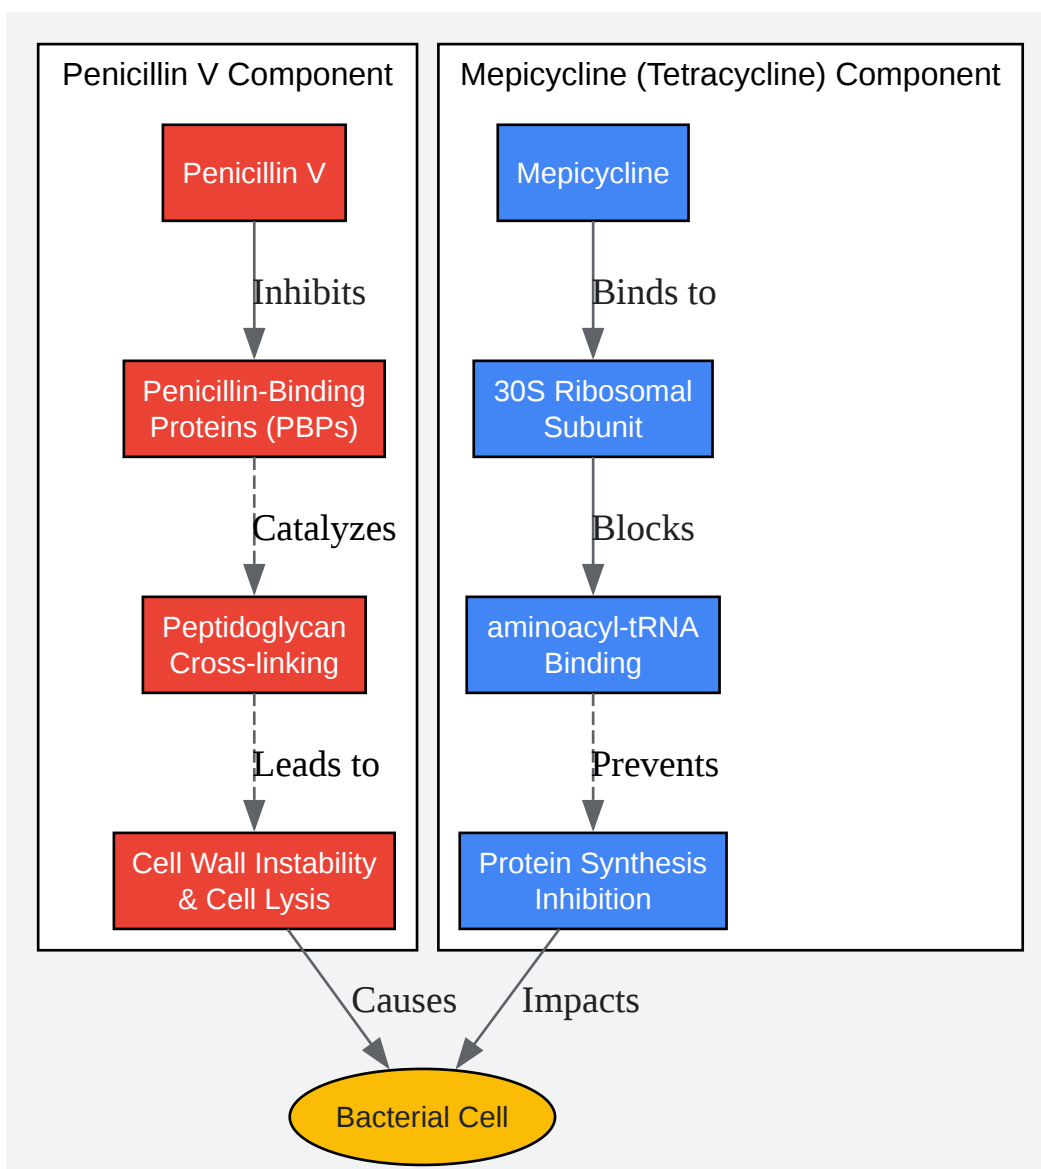 Penicillin V Component
Penicillin V
Inhibits
Penicillin-Binding
Proteins (PBPs)
Catalyzes
Peptidoglycan
Cross-linking
Leads to
Cell Wall Instability
& Cell Lysis
Causes
Mepicycline (Tetracycline) Component
Mepicycline
Binds to
30S Ribosomal
Subunit
Blocks
aminoacyl-tRNA
Binding
Prevents
Protein Synthesis
Inhibition
Impacts
Bacterial Cell